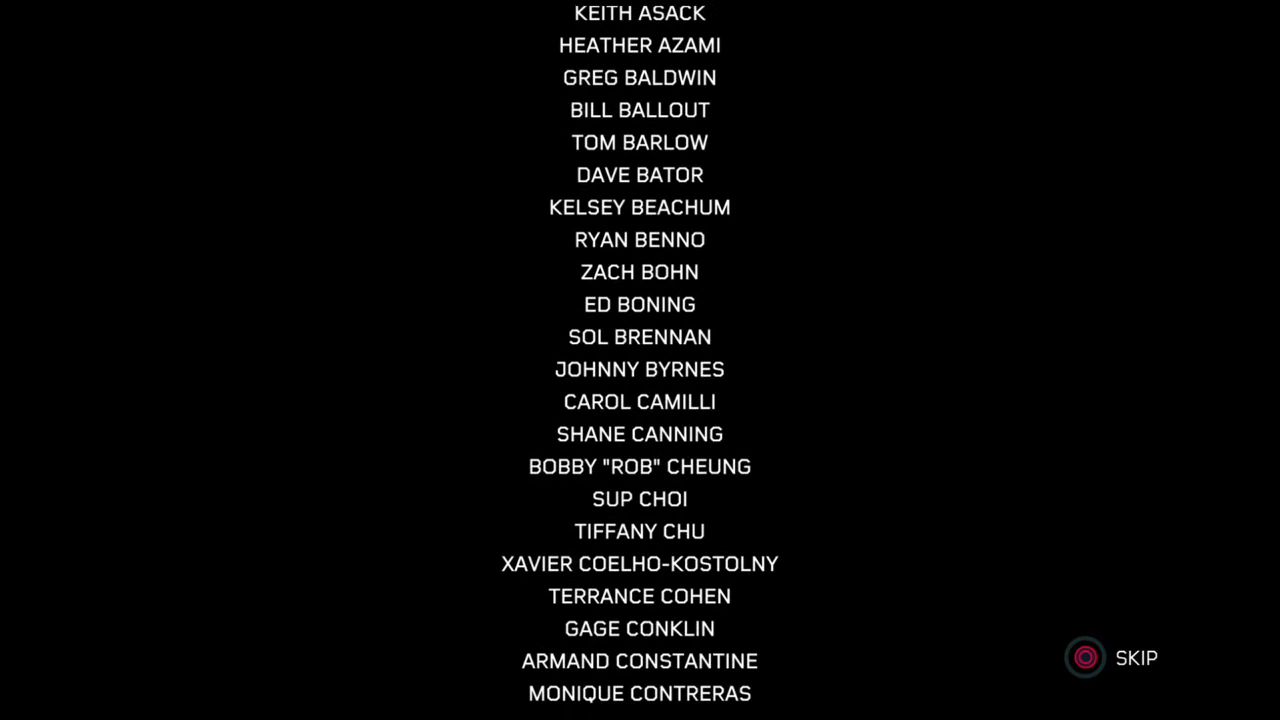 KEITH ASACK
HEATHER AZAMI
GREG BALDWIN
BILL BALLOUT
TOM BARLOW
DAVE BATOR
KELSEY BEACHUM
RYAN BENNO
ZACH BOHN
ED BONING
SOL BRENNAN
JOHNNY BYRNES
CAROL CAMILLI
SHANE CANNING
BOBBY "ROB" CHEUNG
SUP CHOI
TIFFANY CHU
XAVIER COELHO-KOSTOLNY
TERRANCE COHEN
GAGE CONKLIN
ARMAND CONSTANTINE
MONIQUE CONTRERAS
SKIP